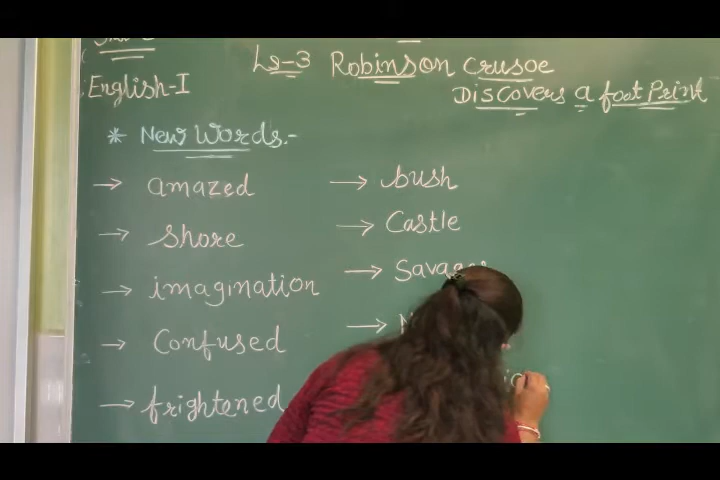 Ls-3 Robinson Crusoe
English-I
Discovers a foot Print
* New Words:-
→ amazed
→ shore
→ imagination
→ Confused
→ frightened
→ bush
→ Castle
→
→